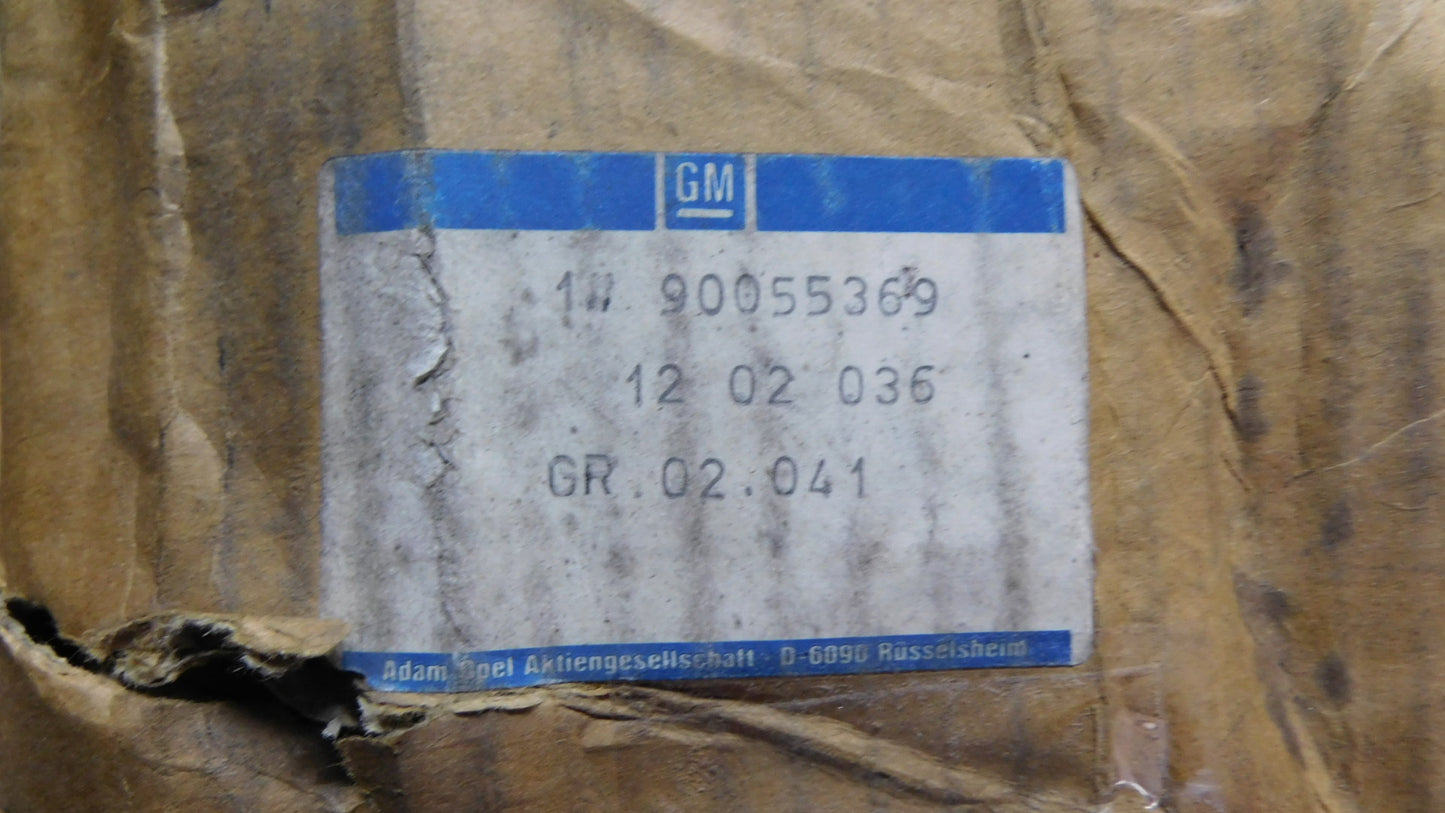 GM
1W 90055369
12 02 036
GR.02.041
Adam Opel Aktiengesellschaft · D-6090 Rüsselsheim